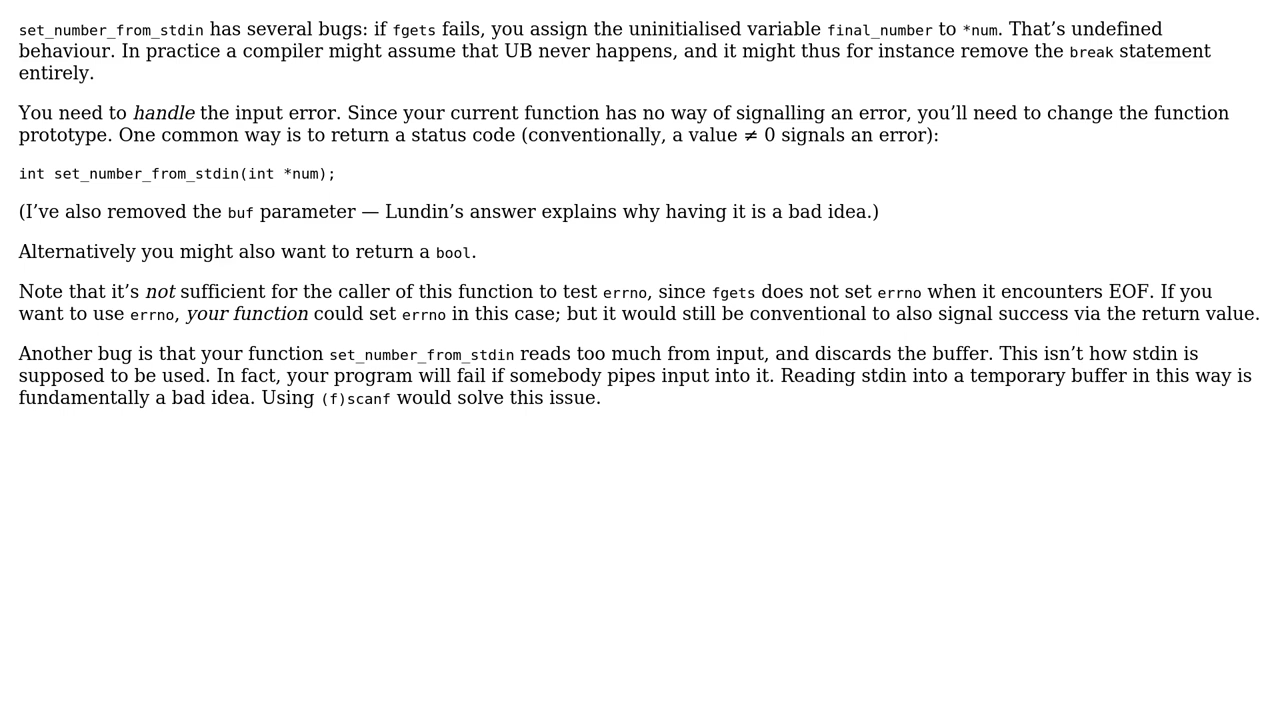 set_number_from_stdin has several bugs: if fgets fails, you assign the uninitialised variable final_number to *num. That’s undefined
behaviour. In practice a compiler might assume that UB never happens, and it might thus for instance remove the break statement
entirely.
You need to handle the input error. Since your current function has no way of signalling an error, you’ll need to change the function
prototype. One common way is to return a status code (conventionally, a value ≠ 0 signals an error):
int set_number_from_stdin(int *num);
(I’ve also removed the buf parameter — Lundin’s answer explains why having it is a bad idea.)
Alternatively you might also want to return a bool.
Note that it’s not sufficient for the caller of this function to test errno, since fgets does not set errno when it encounters EOF. If you
want to use errno, your function could set errno in this case; but it would still be conventional to also signal success via the return value.
Another bug is that your function set_number_from_stdin reads too much from input, and discards the buffer. This isn’t how stdin is
supposed to be used. In fact, your program will fail if somebody pipes input into it. Reading stdin into a temporary buffer in this way is
fundamentally a bad idea. Using (f)scanf would solve this issue.